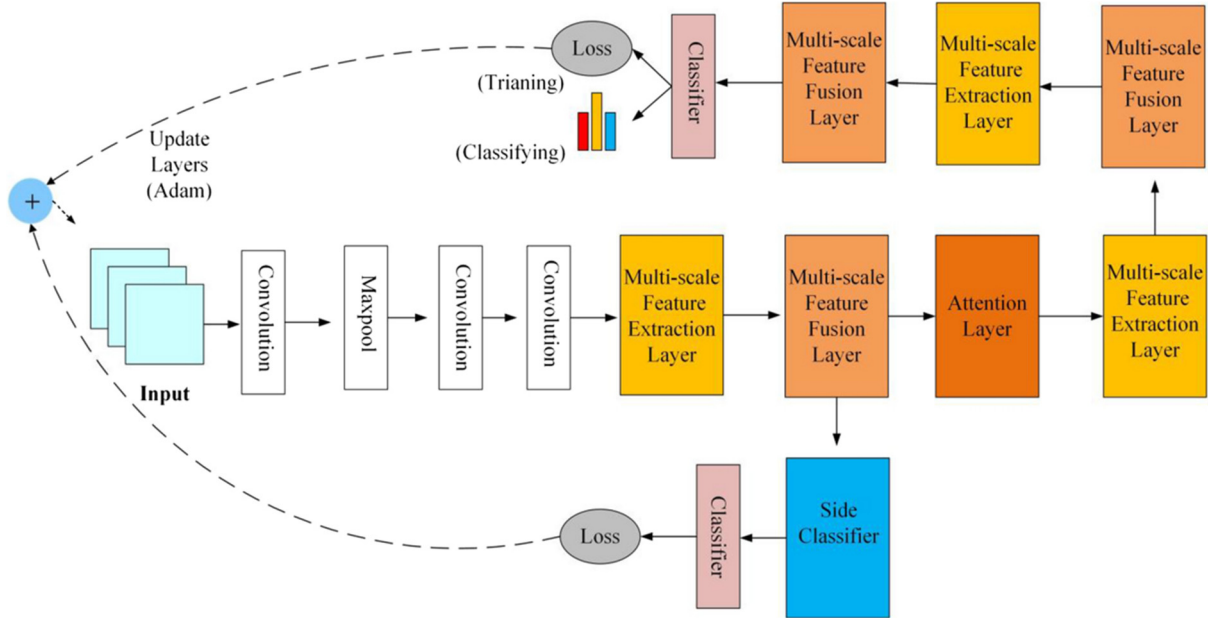 Loss
(Trianing)
(Classifying)
Classifier
Multi-scale
Feature
Fusion
Layer
Multi-scale
Feature
Extraction
Layer
Multi-scale
Feature
Fusion
Layer
Update
Layers
(Adam)
+
Input
Convolution
Maxpool
Convolution
Convolution
Multi-scale
Feature
Extraction
Layer
Multi-scale
Feature
Fusion
Layer
Attention
Layer
Multi-scale
Feature
Extraction
Layer
Loss
Classifier
Side
Classifier